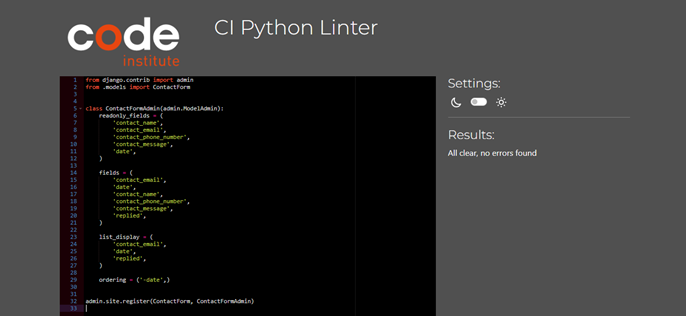 code
institute
CI Python Linter
1 from django.contrib import admin
2 from .models import ContactForm
3
4
5 class ContactFormAdmin(admin.ModelAdmin):
6 readonly_fields = (
7 'contact_name',
8 'contact_email',
9 'contact_phone_number',
10 'contact_message',
11 'date',
12 )
13
14 fields = (
15 'contact_email',
16 'date',
17 'contact_name',
18 'contact_phone_number',
19 'contact_message',
20 'replied',
21 )
22
23 list_display = (
24 'contact_email',
25 'date',
26 'replied',
27 )
28
29 ordering = ('-date',)
30
31
32 admin.site.register(ContactForm, ContactFormAdmin)
33
Settings:
Results:
All clear, no errors found